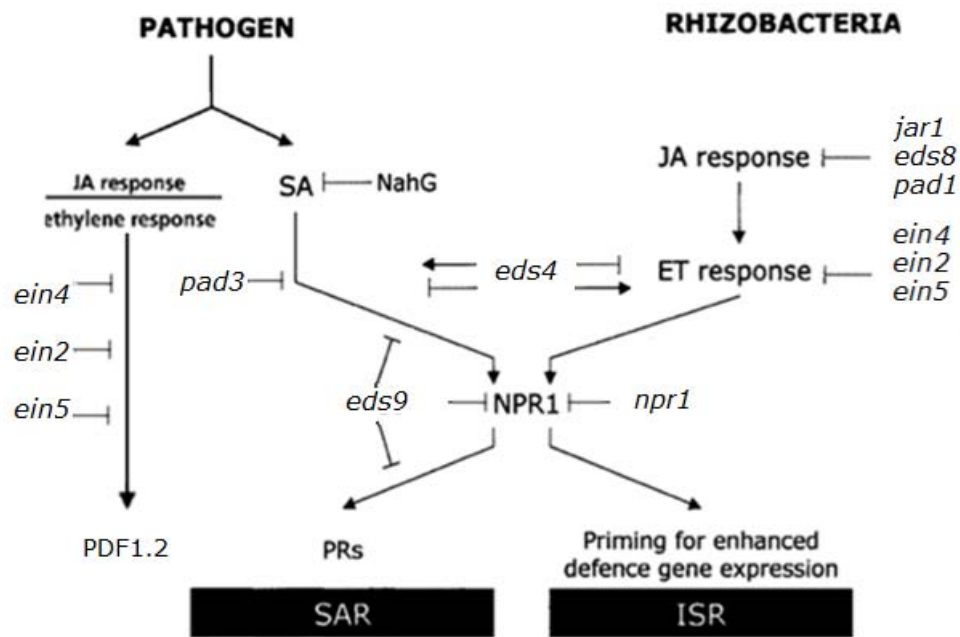 PATHOGEN
RHIZOBACTERIA
JA response
ethylene response
SA
NahG
JA response
jar1
eds8
pad1
ein4
ein2
ein5
pad3
eds4
ET response
ein4
ein2
ein5
eds9
NPR1
npr1
PDF1.2
PRs
Priming for enhanced
defence gene expression
SAR
ISR